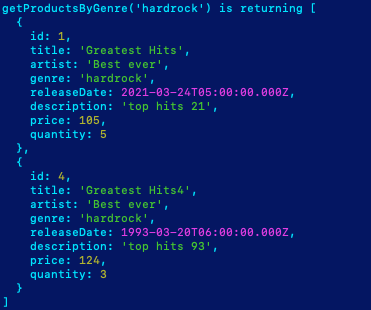 getProductsByGenre('hardrock') is returning [
  {
    id: 1,
    title: 'Greatest Hits',
    artist: 'Best ever',
    genre: 'hardrock',
    releaseDate: 2021-03-24T05:00:00.000Z,
    description: 'top hits 21',
    price: 105,
    quantity: 5
  },
  {
    id: 4,
    title: 'Greatest Hits4',
    artist: 'Best ever',
    genre: 'hardrock',
    releaseDate: 1993-03-20T06:00:00.000Z,
    description: 'top hits 93',
    price: 124,
    quantity: 3
  }
]